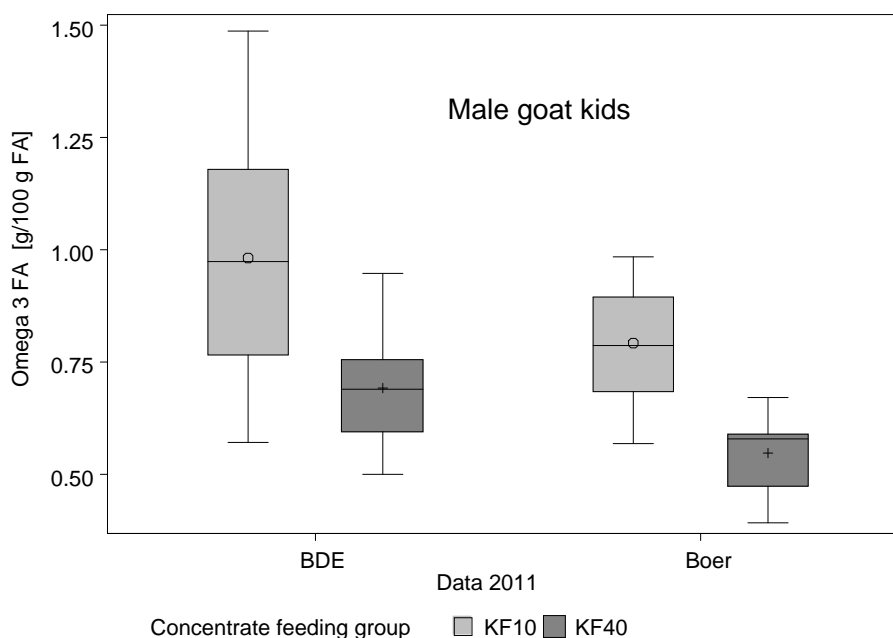 1.50
Male goat kids
1.25
1.00
0.75
0.50
Omega 3 FA [g/100 g FA]
BDE Boer
Data 2011
Concentrate feeding group KF10 KF40